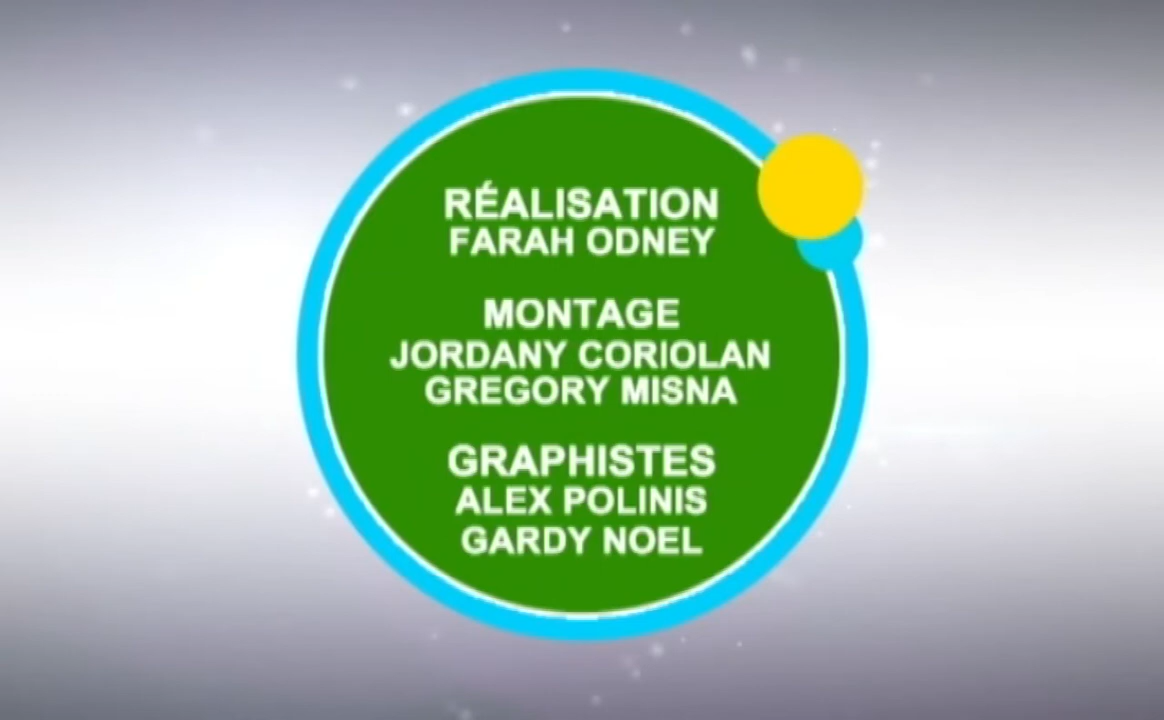 RÉALISATION
FARAH ODNEY
MONTAGE
JORDANY CORIOLAN
GREGORY MISNA
GRAPHISTES
ALEX POLINIS
GARDY NOEL